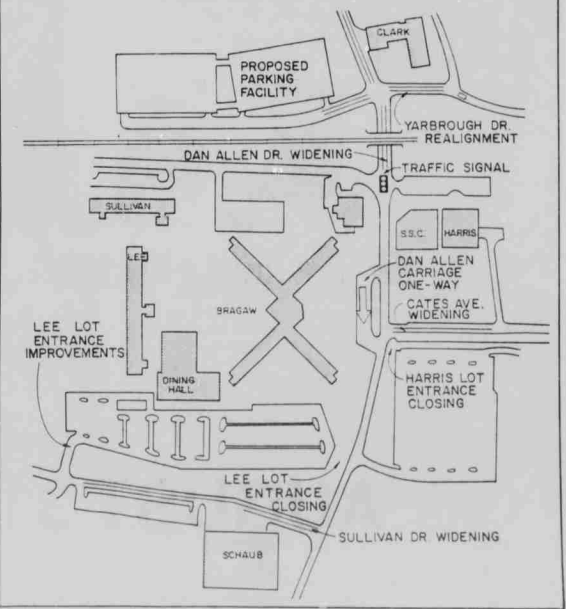 CLARK
PROPOSED
PARKING
FACILITY
YARBROUGH DR.
REALIGNMENT
DAN ALLEN DR. WIDENING
TRAFFIC SIGNAL
SULLIVAN
S.S.C.
HARRIS
LEE
DAN ALLEN
CARRIAGE
ONE-WAY
BRAGAW
CATES AVE.
WIDENING
LEE LOT
ENTRANCE
IMPROVEMENTS
DINING
HALL
HARRIS LOT
ENTRANCE
CLOSING
LEE LOT
ENTRANCE
CLOSING
SULLIVAN DR. WIDENING
SCHAUB